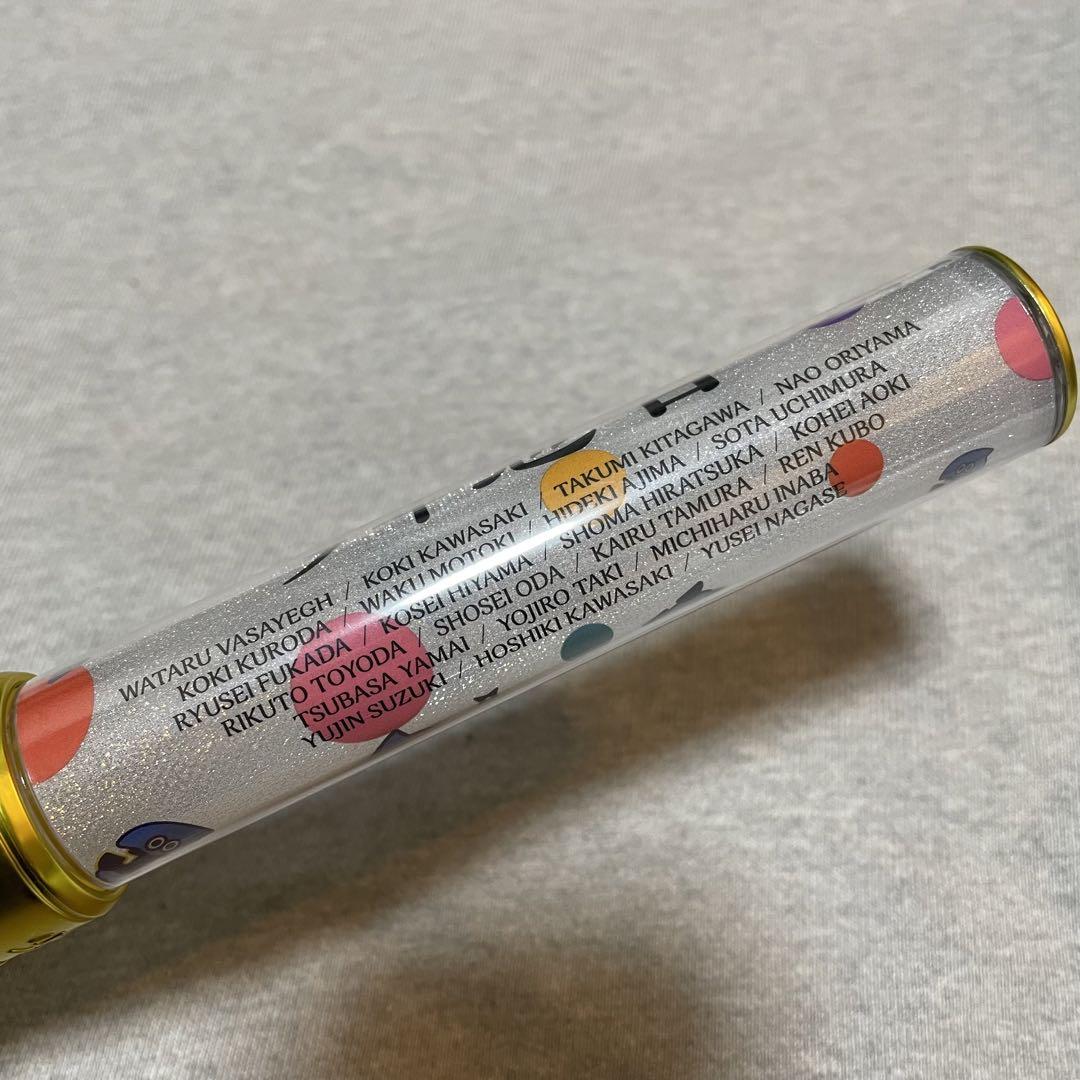 WATARU VASAYEGH / KOKI KAWASAKI / TAKUMI KITAGAWA / NAO ORIYAMA
KOKI KURODA / WAKU MOTOKI / HIDEKI AJIMA / SOTA UCHIMURA
RYUSEI FUKADA / KOSEI HIYAMA / SHOMA HIRATSUKA / KOHEI AOKI
RIKUTO TOYODA / SHOSEI ODA / KAIRU TAMURA / REN KUBO
TSUBASA YAMAI / YOJIRO TAKI / MICHIHARU INABA
YUJIN SUZUKI / HOSHIKI KAWASAKI / YUSEI NAGASE